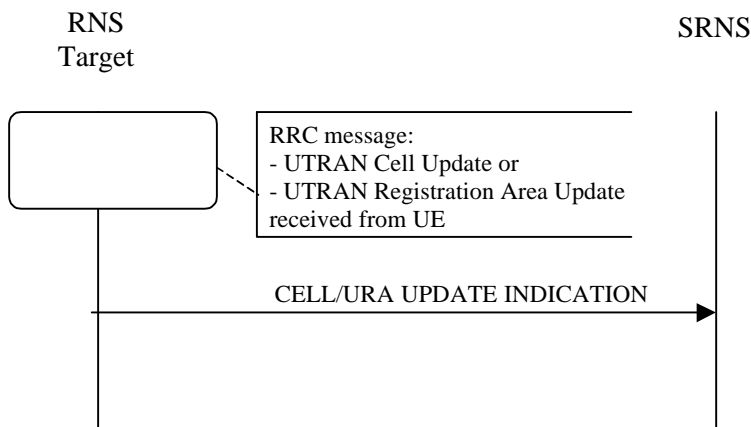 RNS
Target
SRNS
RRC message:
- UTRAN Cell Update or
- UTRAN Registration Area Update
received from UE
CELL/URA UPDATE INDICATION